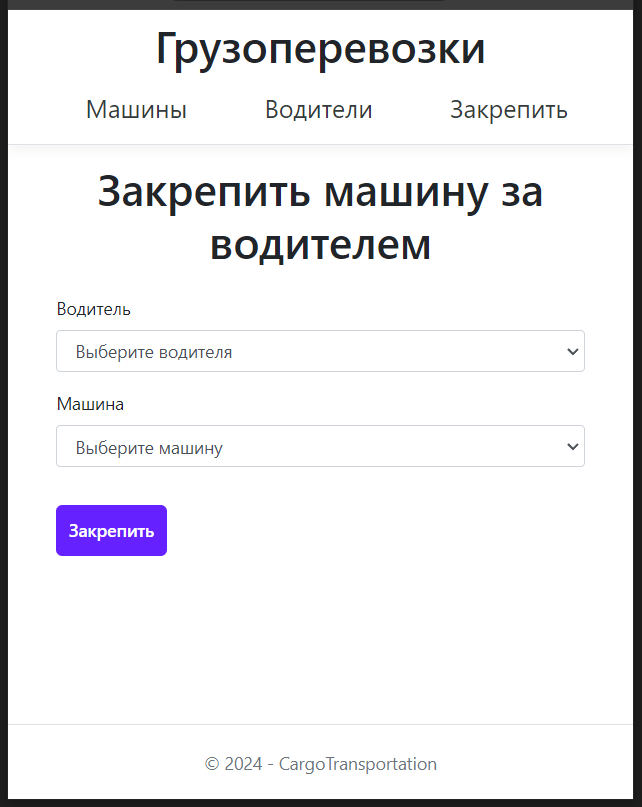 Грузоперевозки
Машины Водители Закрепить
Закрепить машину за
водителем
Водитель
Выберите водителя
Машина
Выберите машину
Закрепить
© 2024 - CargoTransportation